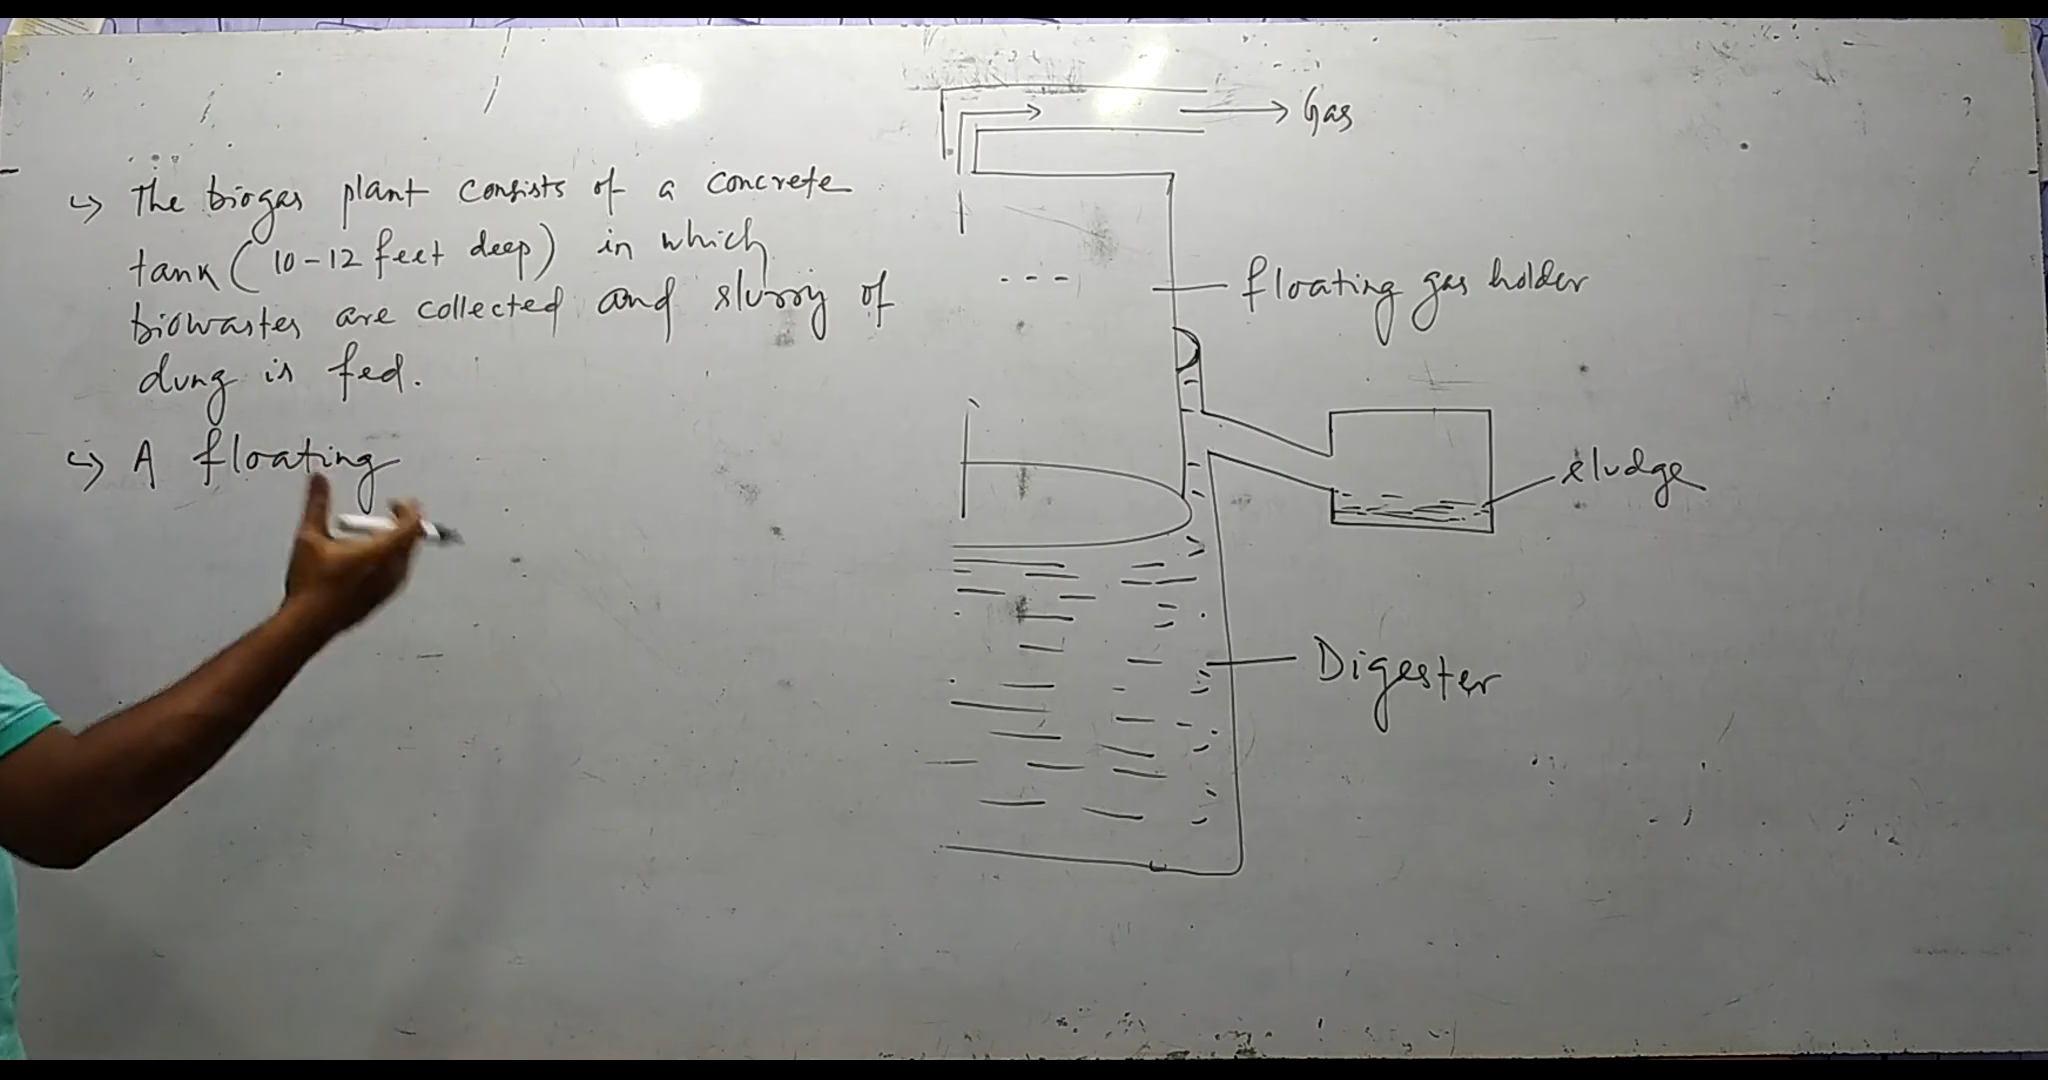 ↪ The biogas plant consists of a concrete
tank (10-12 feet deep) in which
biowastes are collected and slurry of
dung is fed.
↪ A floating
Gas
floating gas holder
sludge
Digester